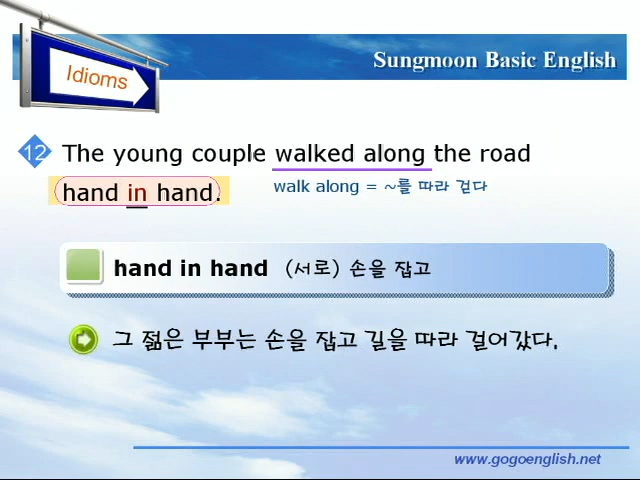 Idioms
Sungmoon Basic English
12 The young couple walked along the road
hand in hand.
walk along = ~를 따라 걷다
hand in hand (서로) 손을 잡고
그 젊은 부부는 손을 잡고 길을 따라 걸어갔다.
www.gogoenglish.net